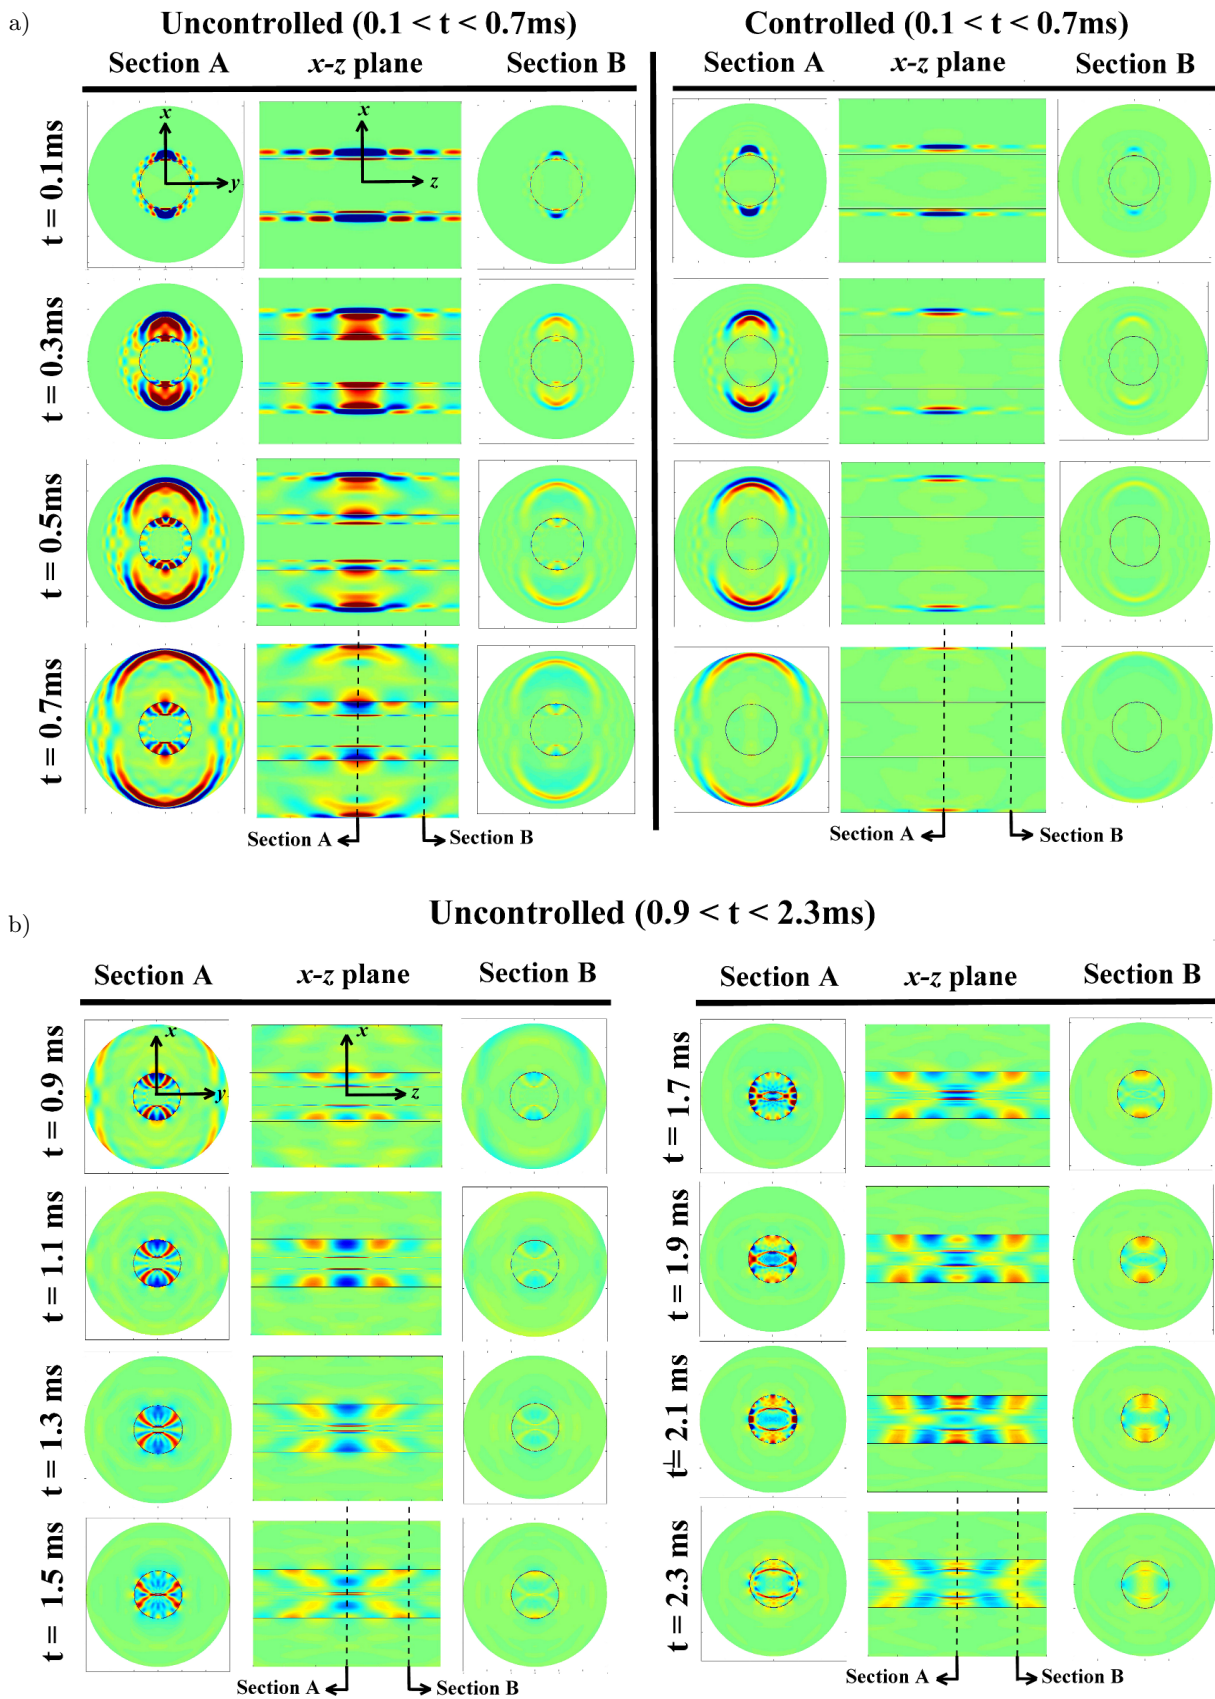 a)
Uncontrolled (0.1 < t < 0.7ms)
Controlled (0.1 < t < 0.7ms)
Section A
x-z plane
Section B
Section A
x-z plane
Section B
t = 0.1ms
x
y
x
z
t = 0.3ms
t = 0.5ms
t = 0.7ms
Section A
Section B
Section A
Section B
b)
Uncontrolled (0.9 < t < 2.3ms)
Section A
x-z plane
Section B
Section A
x-z plane
Section B
t = 0.9 ms
x
y
x
z
t = 1.1 ms
t = 1.3 ms
t = 1.5 ms
Section A
Section B
t = 1.7 ms
t = 1.9 ms
t = 2.1 ms
t = 2.3 ms
Section A
Section B